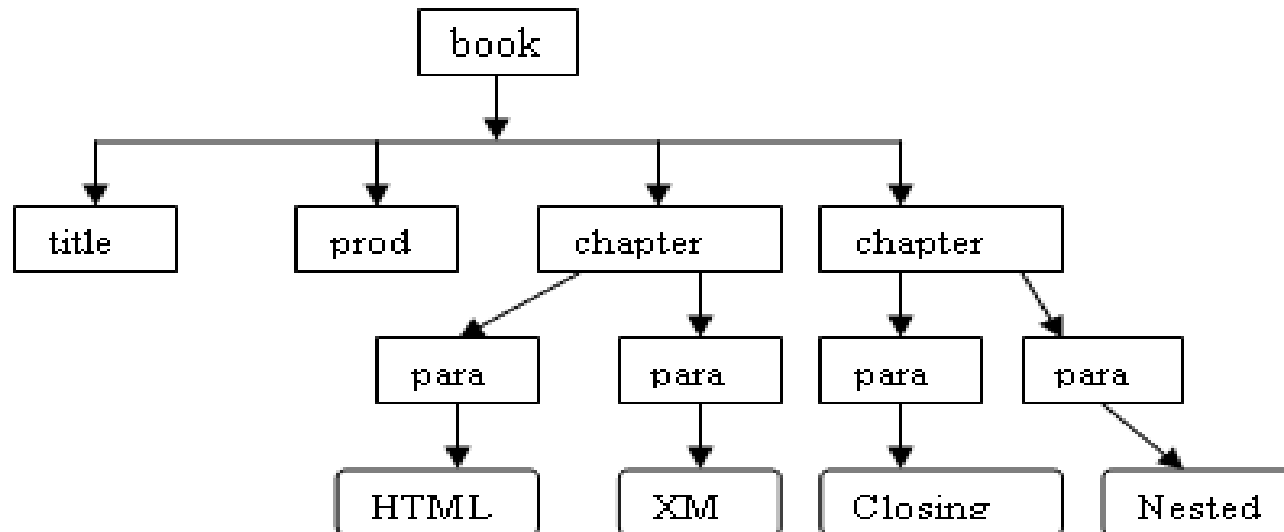 book
title prod chapter chapter
para para para para
HTML XM Closing Nested